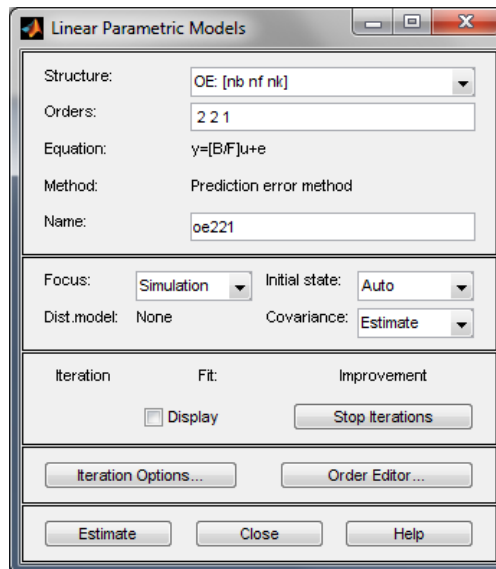 Linear Parametric Models
Structure: OE: [nb nf nk]
Orders: 2 2 1
Equation: y=[B/F]u+e
Method: Prediction error method
Name: oe221
Focus: Simulation Initial state: Auto
Dist.model: None Covariance: Estimate
Iteration Fit: Improvement
Display Stop Iterations
Iteration Options... Order Editor...
Estimate Close Help